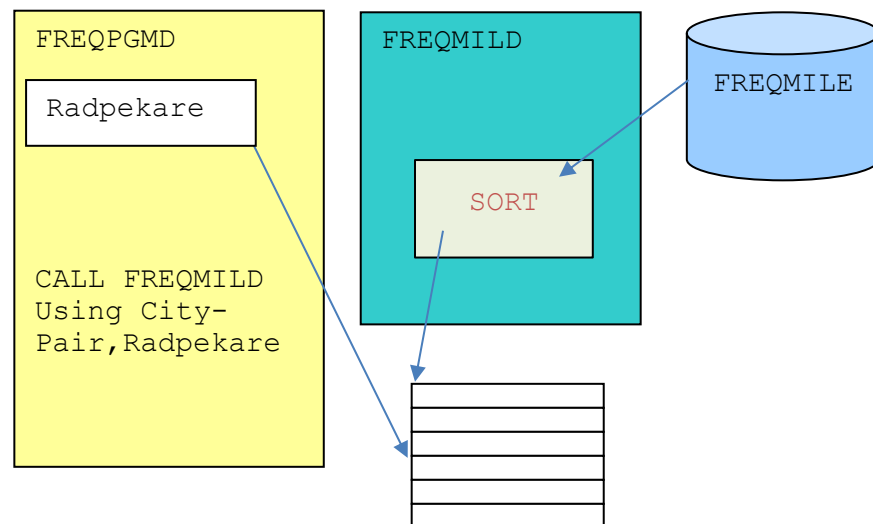 FREQPGMD
Radpekare
CALL FREQMILD
Using City-
Pair,Radpekare
FREQMILD
SORT
FREQMILE